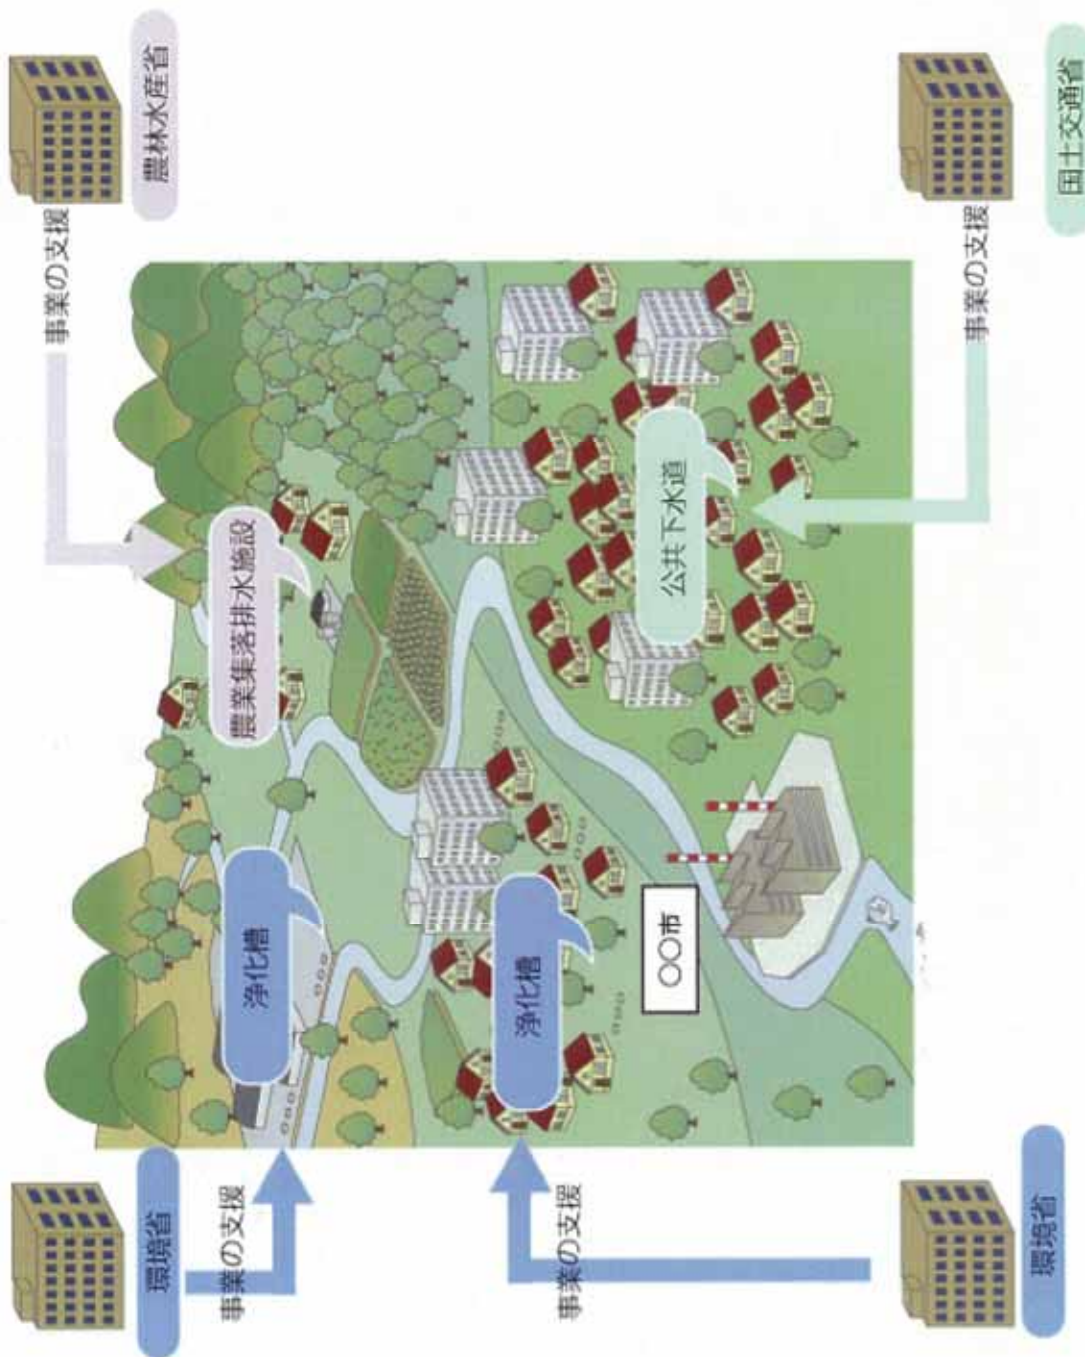 環境省
事業の支援
浄化槽
農業集落排水施設
事業の支援
農林水産省
環境省
事業の支援
浄化槽
〇〇市
公共下水道
事業の支援
国土交通省